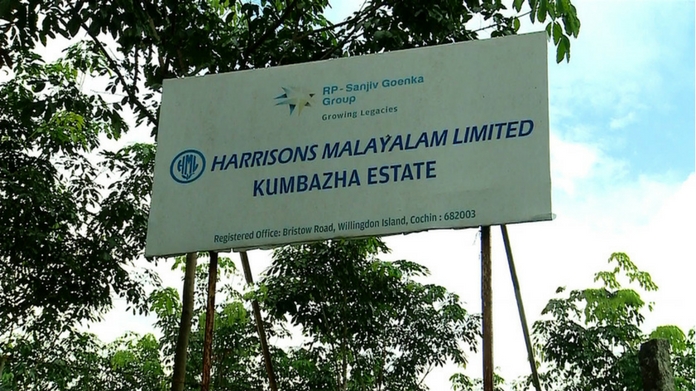 RP - Sanjiv Goenka
Group
Growing Legacies
HML
HARRISONS MALAYALAM LIMITED
KUMBAZHA ESTATE
Registered Office: Bristow Road, Willingdon Island, Cochin : 682003